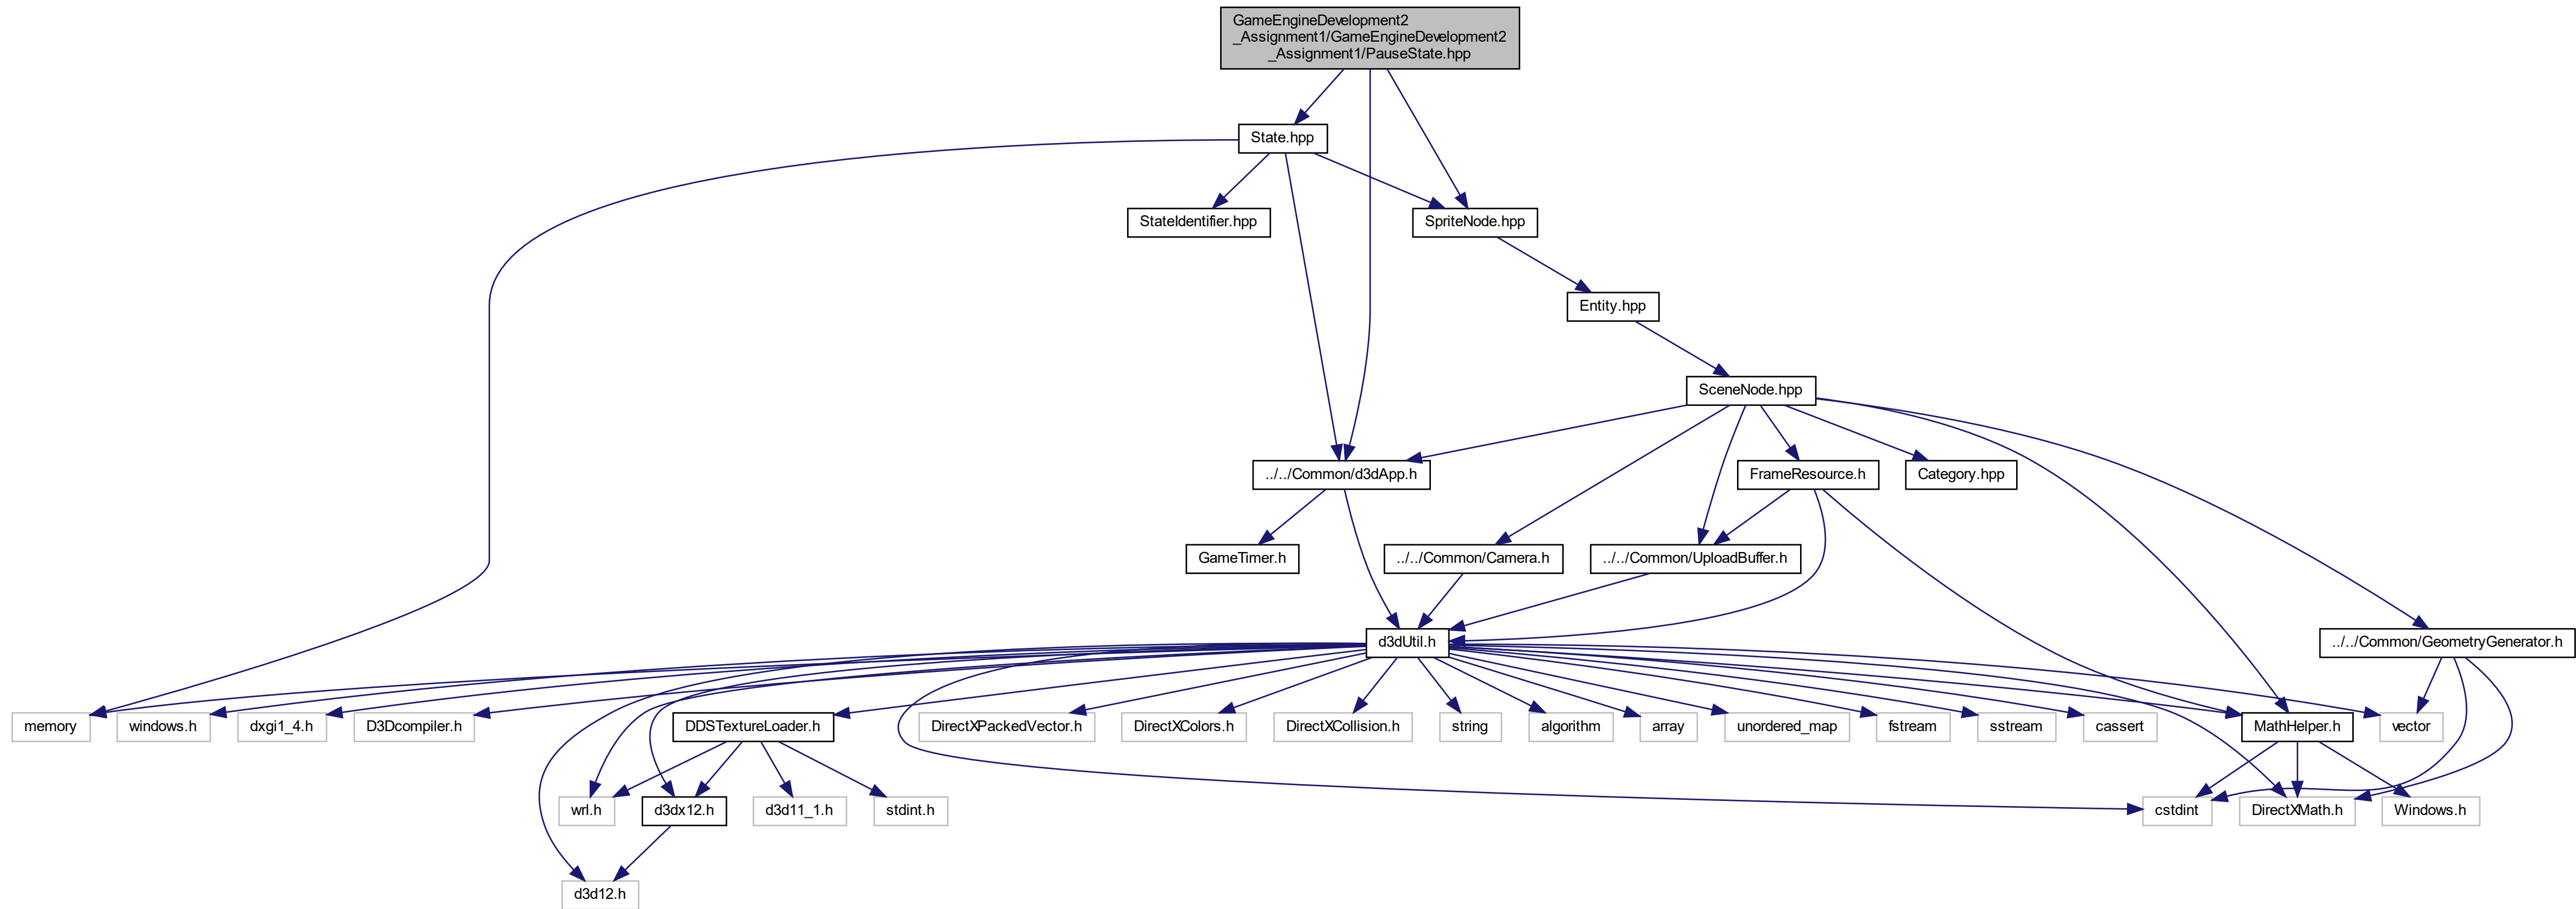 GameEngineDevelopment2
_Assignment1/GameEngineDevelopment2
_Assignment1/PauseState.hpp
State.hpp
StateIdentifier.hpp
SpriteNode.hpp
Entity.hpp
SceneNode.hpp
../../Common/d3dApp.h
FrameResource.h
Category.hpp
GameTimer.h
../../Common/Camera.h
../../Common/UploadBuffer.h
d3dUtil.h
../../Common/GeometryGenerator.h
memory
windows.h
dxgi1_4.h
D3Dcompiler.h
DDSTextureLoader.h
DirectXPackedVector.h
DirectXColors.h
DirectXCollision.h
string
algorithm
array
unordered_map
fstream
sstream
cassert
MathHelper.h
vector
wrl.h
d3dx12.h
d3d11_1.h
stdint.h
cstdint
DirectXMath.h
Windows.h
d3d12.h